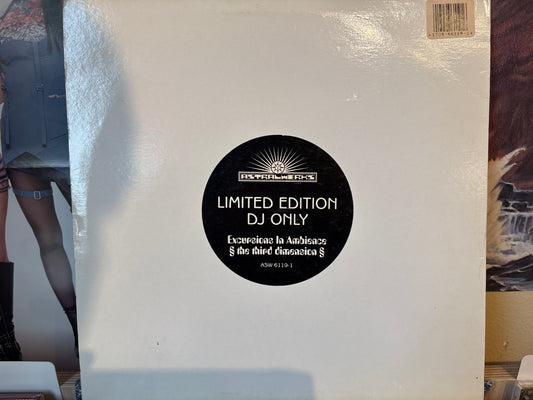 ASTRALWERKS
LIMITED EDITION
DJ ONLY
Excursions In Ambience
§ the third dimension §
ASW 6119-1